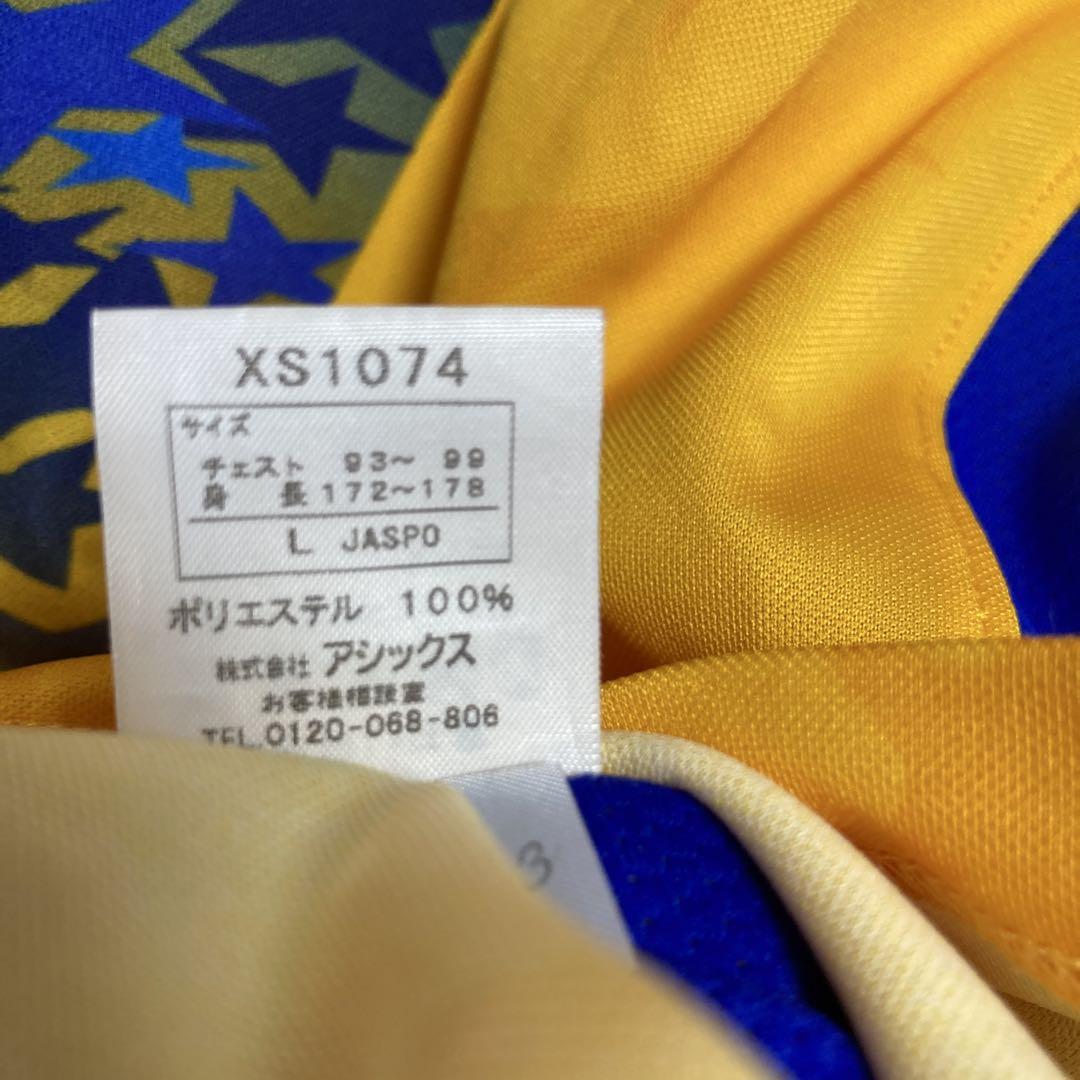 XS1074
サイズ
チェスト 93～ 99
身 長 172～178
L JASPO
ポリエステル 100%
株式会社 アシックス
お客様相談室
TEL.0120-068-806
3